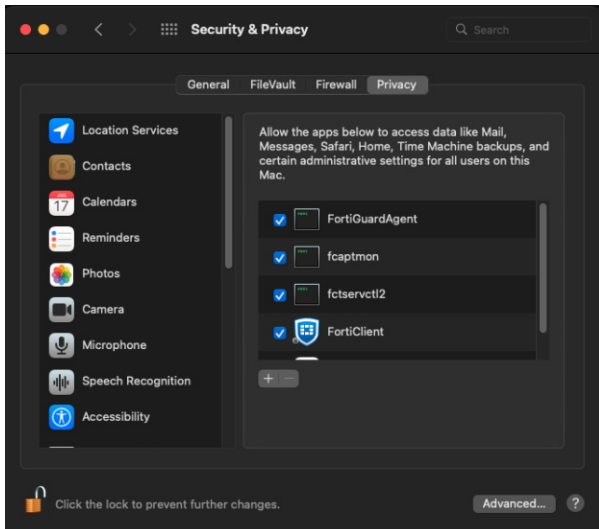 Security & Privacy
Search
General
FileVault
Firewall
Privacy
Location Services
Contacts
JUL
17
Calendars
Reminders
Photos
Camera
Microphone
Speech Recognition
Accessibility
Allow the apps below to access data like Mail,
Messages, Safari, Home, Time Machine backups, and
certain administrative settings for all users on this
Mac.
FortiGuardAgent
fcaptmon
fctservctl2
FortiClient
Click the lock to prevent further changes.
Advanced...
?